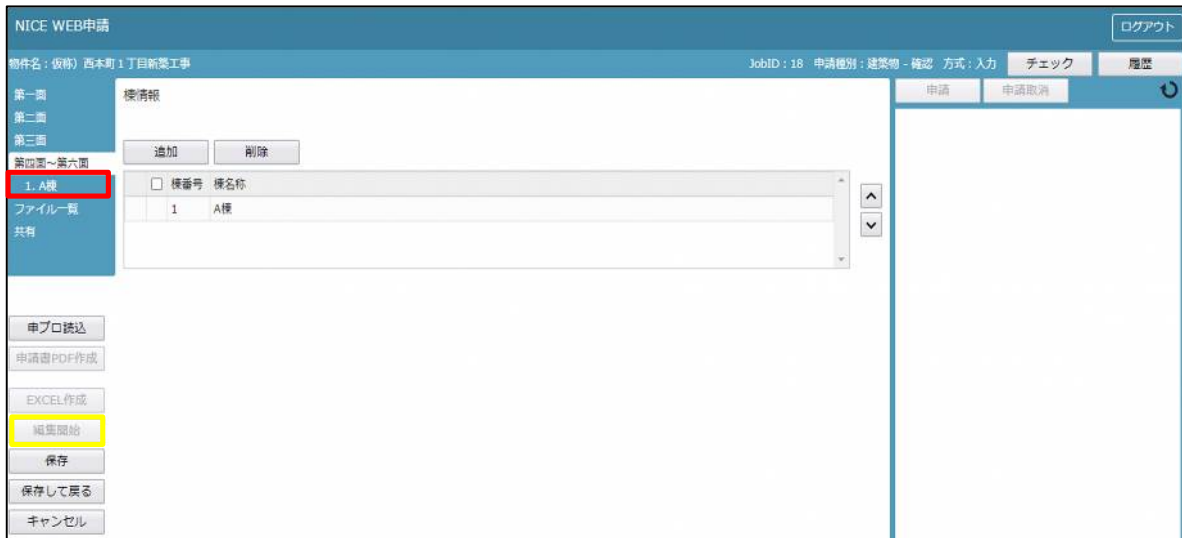 NICE WEB申請
ログアウト
物件名：仮称）西本町１丁目新築工事
JobID：18 申請種別：建築物 - 確認 方式：入力
チェック
履歴
第一面
第二面
第三面
第四面～第六面
1. A棟
ファイル一覧
共有
棟情報
追加
削除
棟番号 棟名称
1 A棟
申請
申請取消
申プロ読込
申請書PDF作成
EXCEL作成
編集開始
保存
保存して戻る
キャンセル